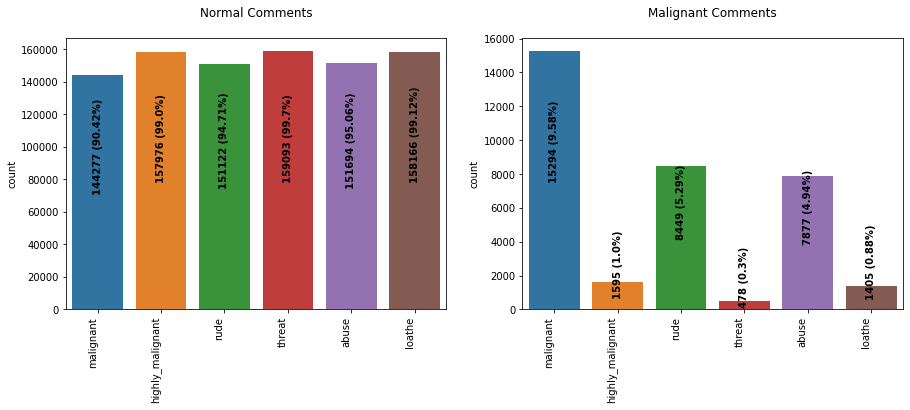 Normal Comments
160000
140000
120000
100000
80000
60000
40000
20000
0
count
144277 (90.42%)
157976 (99.0%)
151122 (94.71%)
159093 (99.7%)
151694 (95.06%)
158166 (99.12%)
malignant
highly_malignant
rude
threat
abuse
loathe
Malignant Comments
16000
14000
12000
10000
8000
6000
4000
2000
0
count
15294 (9.58%)
1595 (1.0%)
8449 (5.29%)
478 (0.3%)
7877 (4.94%)
1405 (0.88%)
malignant
highly_malignant
rude
threat
abuse
loathe